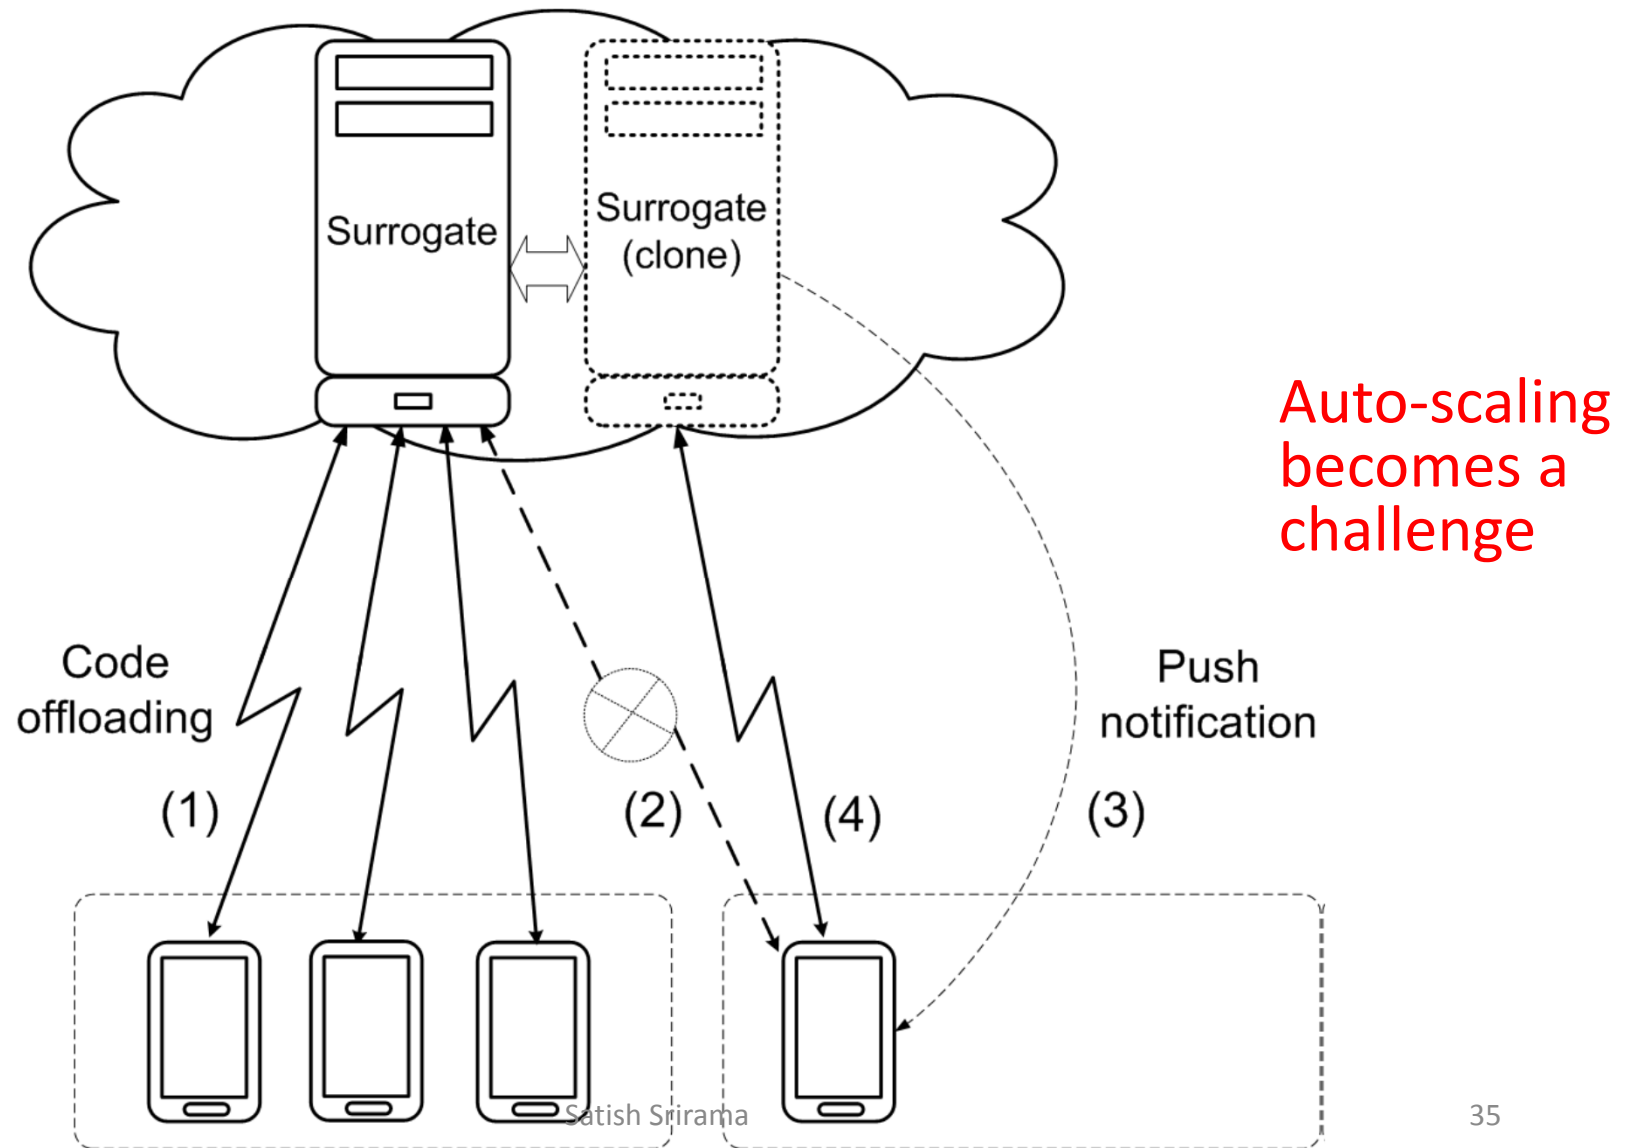 Surrogate
Surrogate
(clone)
Auto-scaling
becomes a
challenge
Code
offloading
Push
notification
(1)
(2)
(4)
(3)
Satish Srirama
35